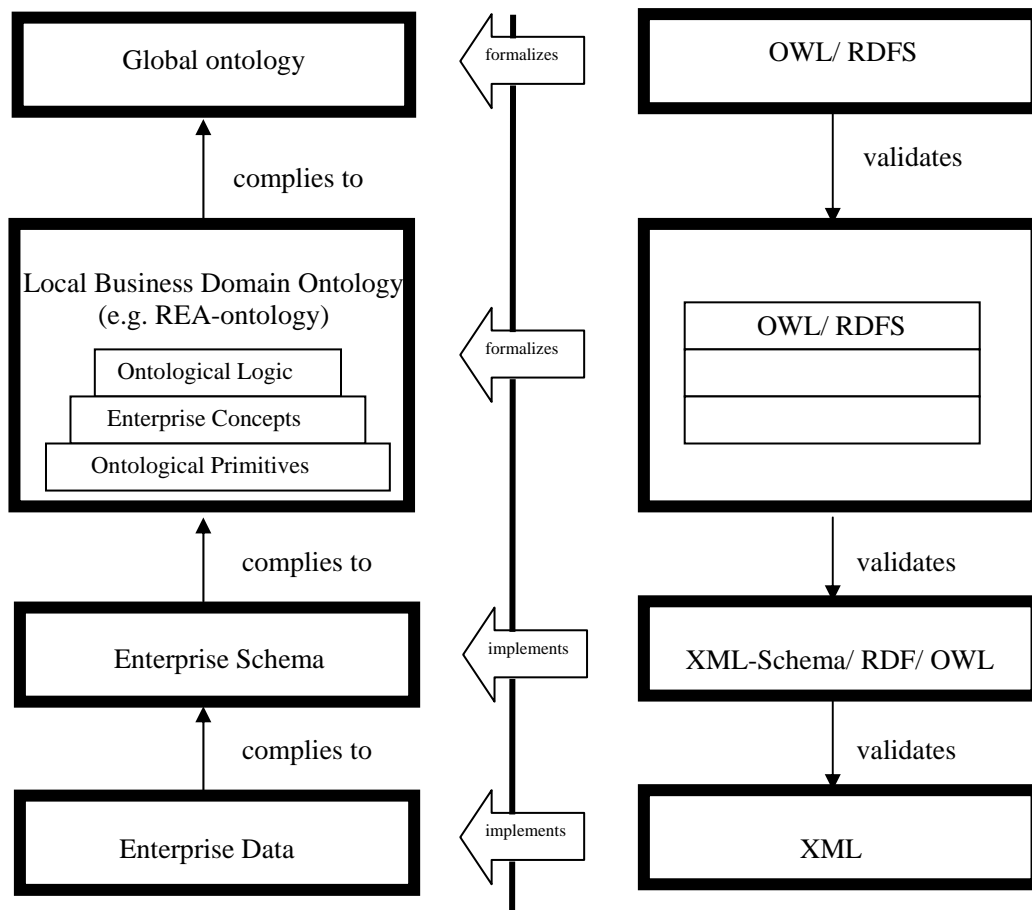 Global ontology
formalizes
OWL/ RDFS
complies to
validates
Local Business Domain Ontology
(e.g. REA-ontology)
Ontological Logic
Enterprise Concepts
Ontological Primitives
formalizes
OWL/ RDFS
complies to
validates
Enterprise Schema
implements
XML-Schema/ RDF/ OWL
complies to
validates
Enterprise Data
implements
XML